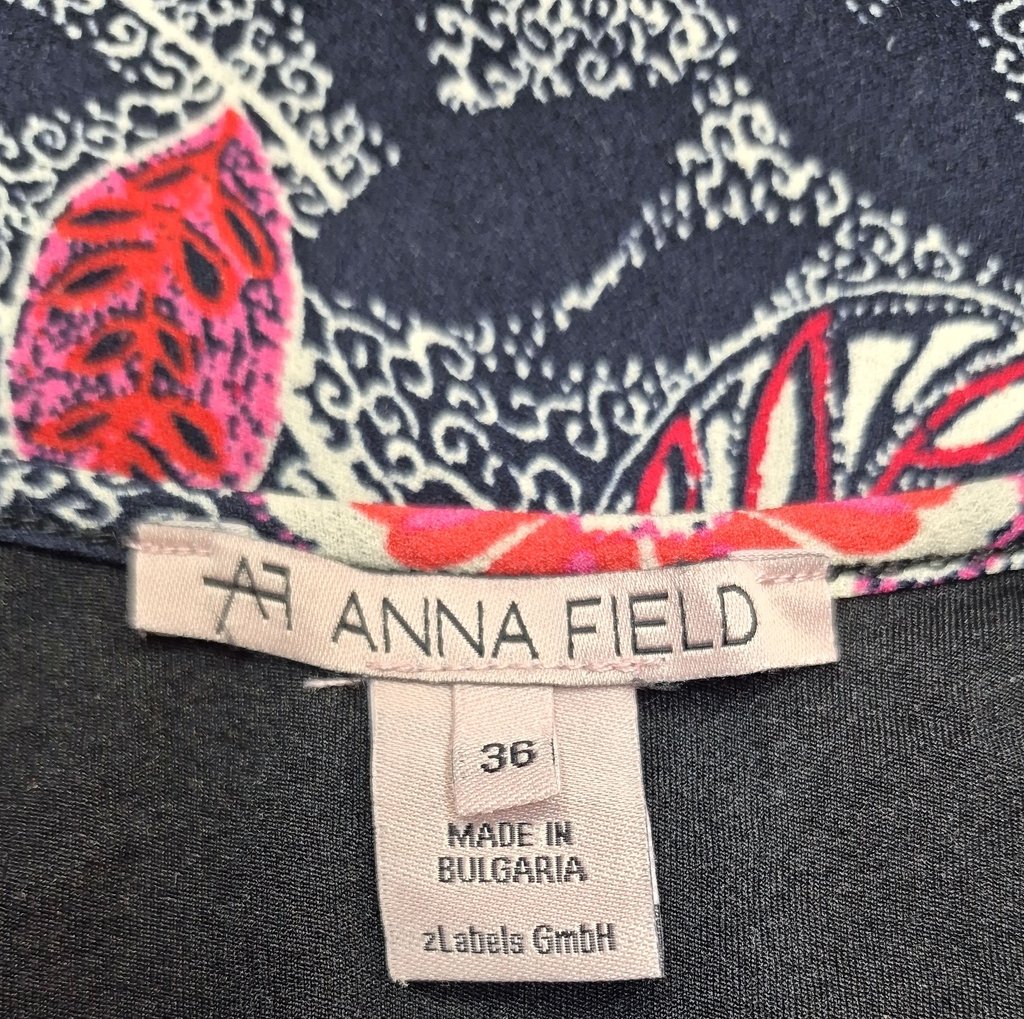 AF ANNA FIELD
36
MADE IN
BULGARIA
zLabels GmbH